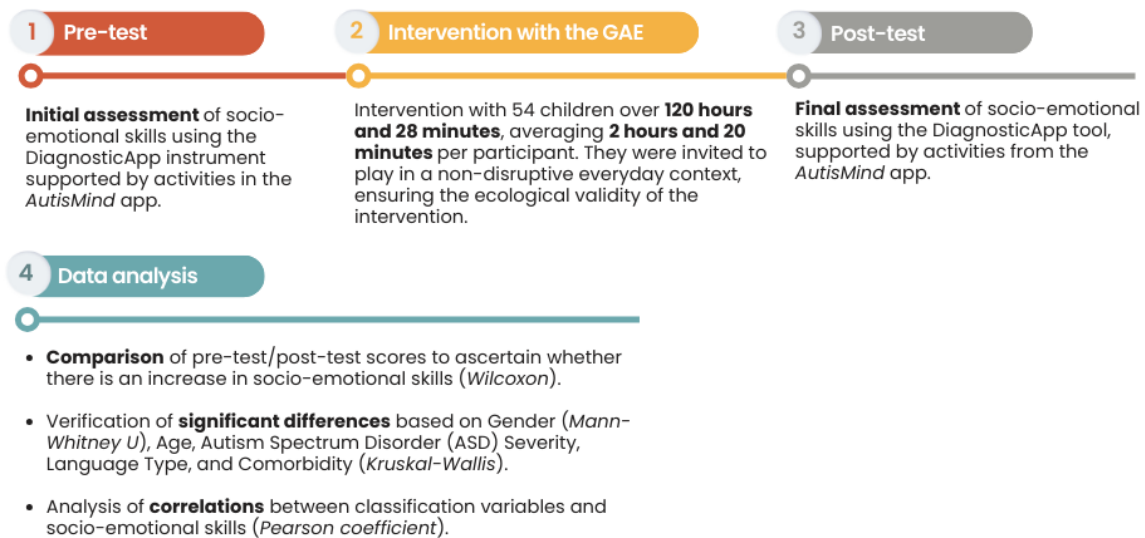 1 Pre-test
Initial assessment of socio-
emotional skills using the
DiagnosticApp instrument
supported by activities in the
AutisMind app.
2 Intervention with the GAE
Intervention with 54 children over 120 hours
and 28 minutes, averaging 2 hours and 20
minutes per participant. They were invited to
play in a non-disruptive everyday context,
ensuring the ecological validity of the
intervention.
3 Post-test
Final assessment of socio-emotional
skills using the DiagnosticApp tool,
supported by activities from the
AutisMind app.
4 Data analysis
• Comparison of pre-test/post-test scores to ascertain whether
there is an increase in socio-emotional skills (Wilcoxon).
• Verification of significant differences based on Gender (Mann-
Whitney U), Age, Autism Spectrum Disorder (ASD) Severity,
Language Type, and Comorbidity (Kruskal-Wallis).
• Analysis of correlations between classification variables and
socio-emotional skills (Pearson coefficient).